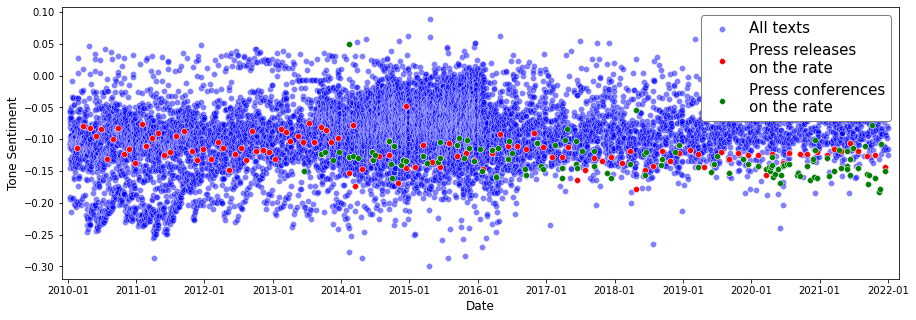 0.10
0.05
0.00
−0.05
−0.10
−0.15
−0.20
−0.25
−0.30
Tone Sentiment
All texts
Press releases
on the rate
Press conferences
on the rate
2010-01 2011-01 2012-01 2013-01 2014-01 2015-01 2016-01 2017-01 2018-01 2019-01 2020-01 2021-01 2022-01
Date